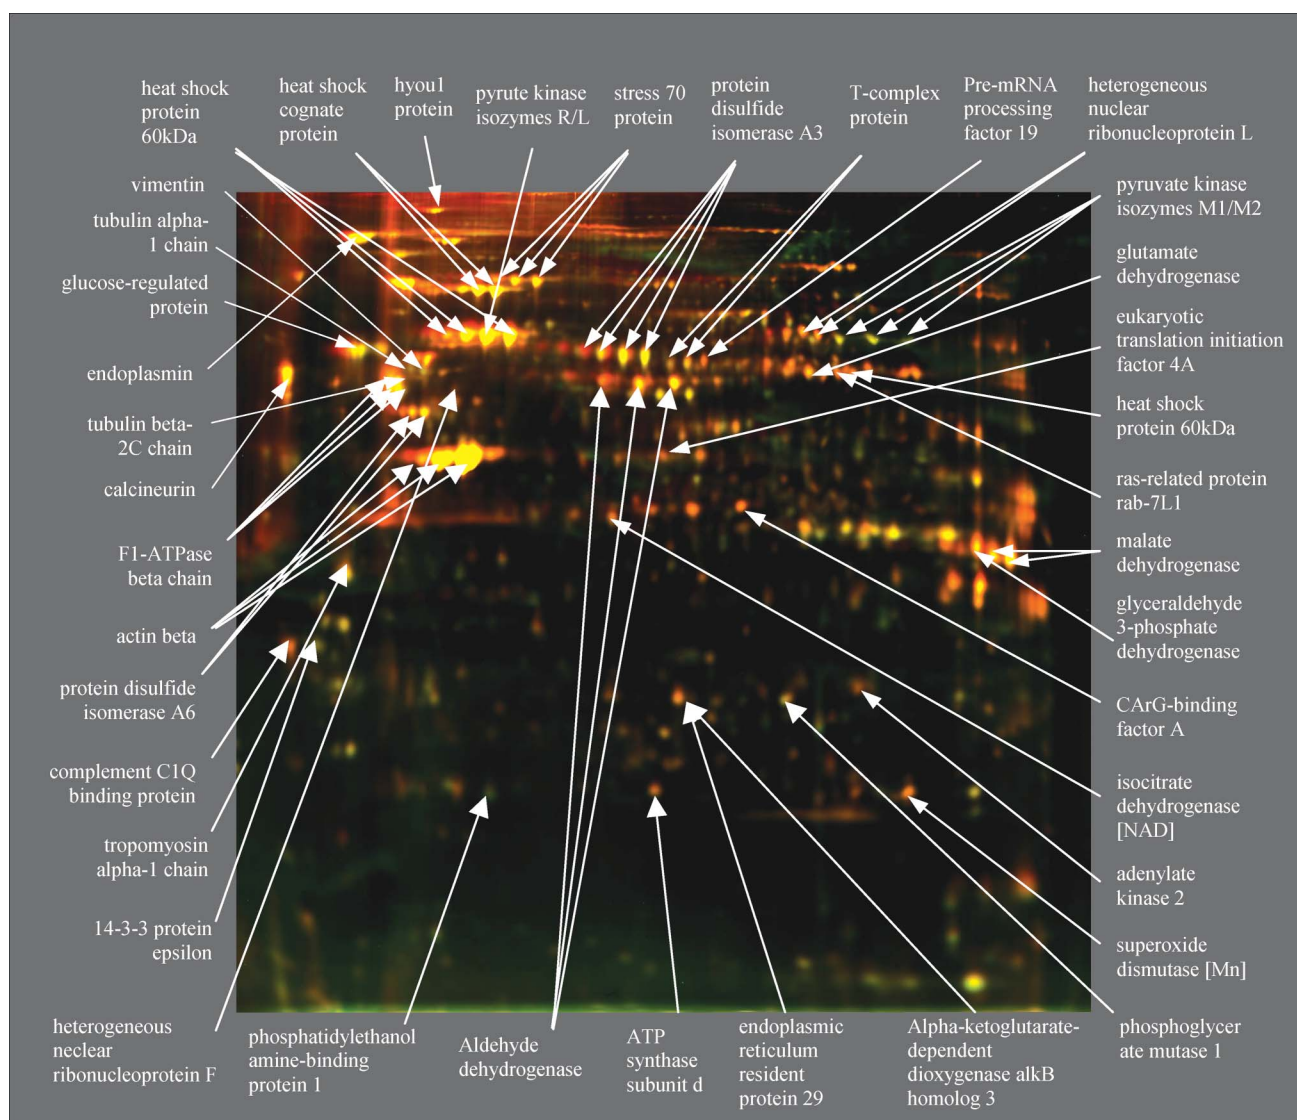 heat shock
protein
60kDa
heat shock
cognate
protein
hyou1
protein
pyrute kinase
isozymes R/L
stress 70
protein
protein
disulfide
isomerase A3
T-complex
protein
Pre-mRNA
processing
factor 19
heterogeneous
nuclear
ribonucleoprotein L
vimentin
tubulin alpha-
1 chain
glucose-regulated
protein
endoplasmin
tubulin beta-
2C chain
calcineurin
F1-ATPase
beta chain
actin beta
protein disulfide
isomerase A6
complement C1Q
binding protein
tropomyosin
alpha-1 chain
14-3-3 protein
epsilon
heterogeneous
neclear
ribonucleoprotein F
pyruvate kinase
isozymes M1/M2
glutamate
dehydrogenase
eukaryotic
translation initiation
factor 4A
heat shock
protein 60kDa
ras-related protein
rab-7L1
malate
dehydrogenase
glyceraldehyde
3-phosphate
dehydrogenase
CArG-binding
factor A
isocitrate
dehydrogenase
[NAD]
adenylate
kinase 2
superoxide
dismutase [Mn]
phosphoglycer
ate mutase 1
phosphatidylethanol
amine-binding
protein 1
Aldehyde
dehydrogenase
ATP
synthase
subunit d
endoplasmic
reticulum
resident
protein 29
Alpha-ketoglutarate-
dependent
dioxygenase alkB
homolog 3